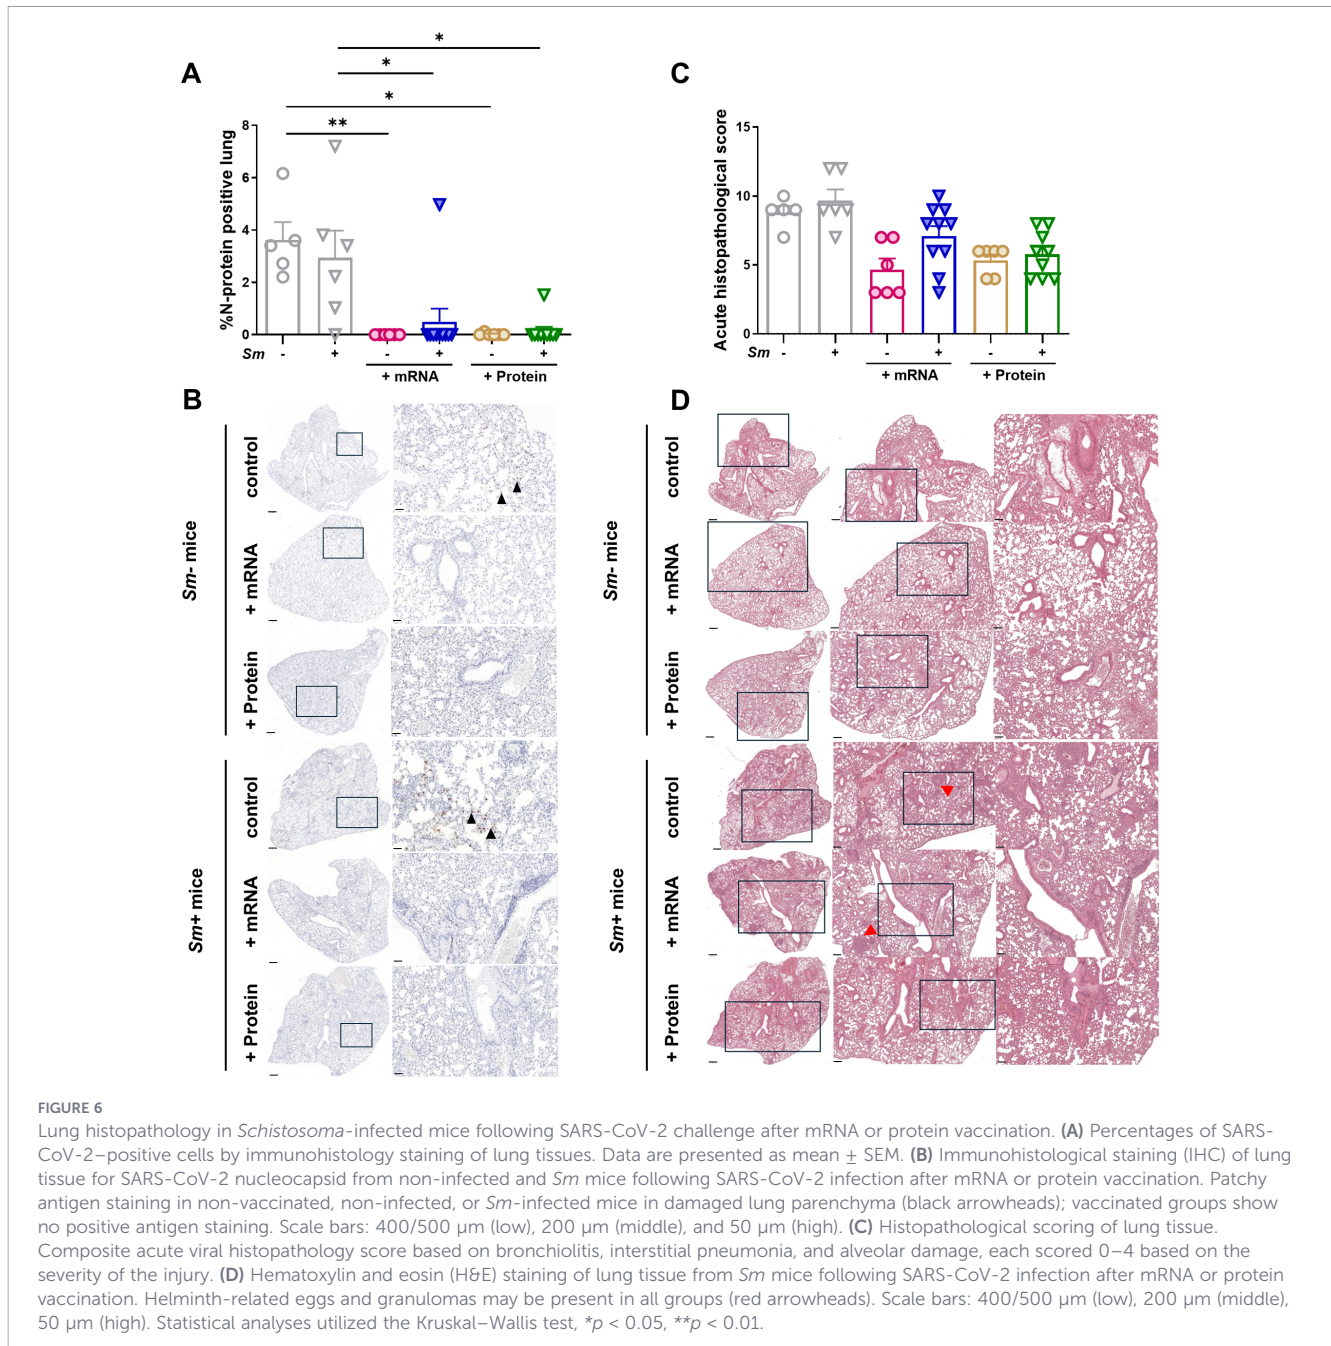 A
*
*
*
**
%N-protein positive lung
8
6
4
2
0
Sm - + - + - +
+ mRNA + Protein
C
Acute histopathological score
15
10
5
0
Sm - + - + - +
+ mRNA + Protein
B
Sm- mice
control
+ mRNA
+ Protein
Sm+ mice
control
+ mRNA
+ Protein
D
Sm- mice
control
+ mRNA
+ Protein
Sm+ mice
control
+ mRNA
+ Protein
FIGURE 6
Lung histopathology in Schistosoma-infected mice following SARS-CoV-2 challenge after mRNA or protein vaccination. (A) Percentages of SARS-
CoV-2–positive cells by immunohistology staining of lung tissues. Data are presented as mean ± SEM. (B) Immunohistological staining (IHC) of lung
tissue for SARS-CoV-2 nucleocapsid from non-infected and Sm mice following SARS-CoV-2 infection after mRNA or protein vaccination. Patchy
antigen staining in non-vaccinated, non-infected, or Sm-infected mice in damaged lung parenchyma (black arrowheads); vaccinated groups show
no positive antigen staining. Scale bars: 400/500 μm (low), 200 μm (middle), and 50 μm (high). (C) Histopathological scoring of lung tissue.
Composite acute viral histopathology score based on bronchiolitis, interstitial pneumonia, and alveolar damage, each scored 0–4 based on the
severity of the injury. (D) Hematoxylin and eosin (H&E) staining of lung tissue from Sm mice following SARS-CoV-2 infection after mRNA or protein
vaccination. Helminth-related eggs and granulomas may be present in all groups (red arrowheads). Scale bars: 400/500 μm (low), 200 μm (middle),
50 μm (high). Statistical analyses utilized the Kruskal–Wallis test, *p < 0.05, **p < 0.01.